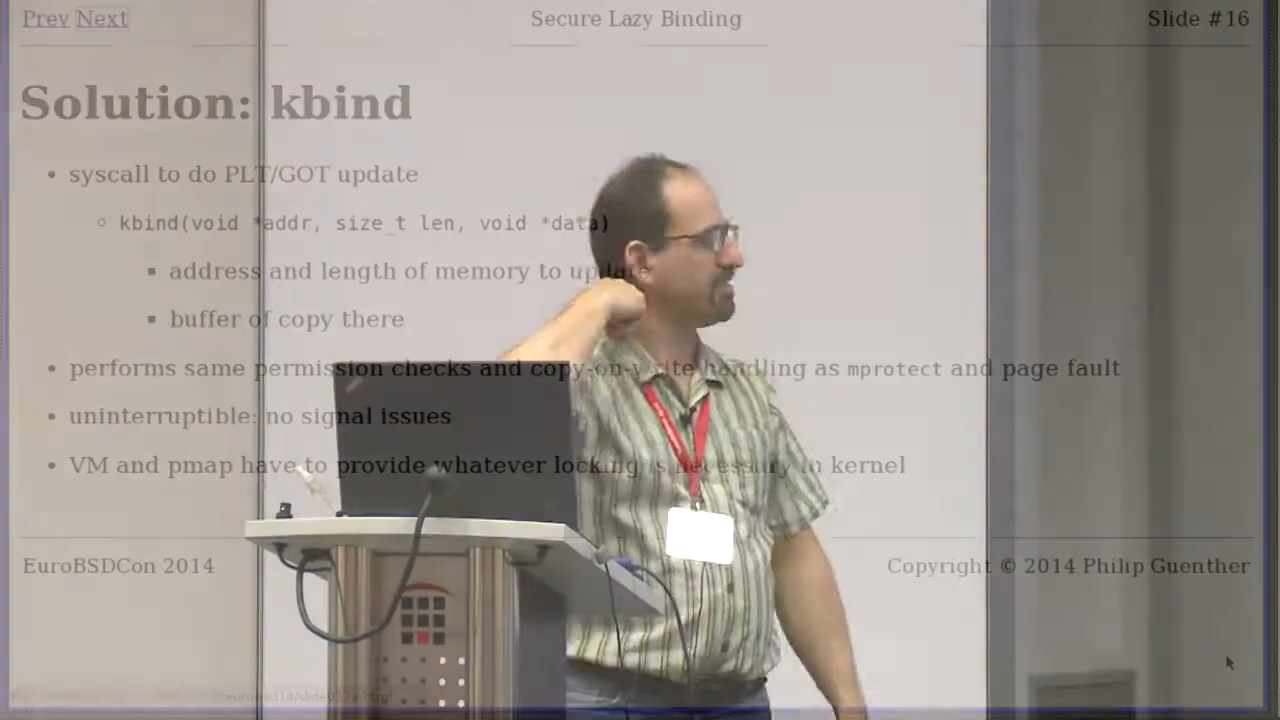 Prev Next
Secure Lazy Binding
Slide #16
Solution: kbind
• syscall to do PLT/GOT update
◦ kbind(void *addr, size_t len, void *data)
▪ address and length of memory to update
▪ buffer of copy there
• performs same permission checks and copy-on-write handling as mprotect and page fault
• uninterruptible: no signal issues
• VM and pmap have to provide whatever locking is necessary in kernel
EuroBSDCon 2014
Copyright © 2014 Philip Guenther